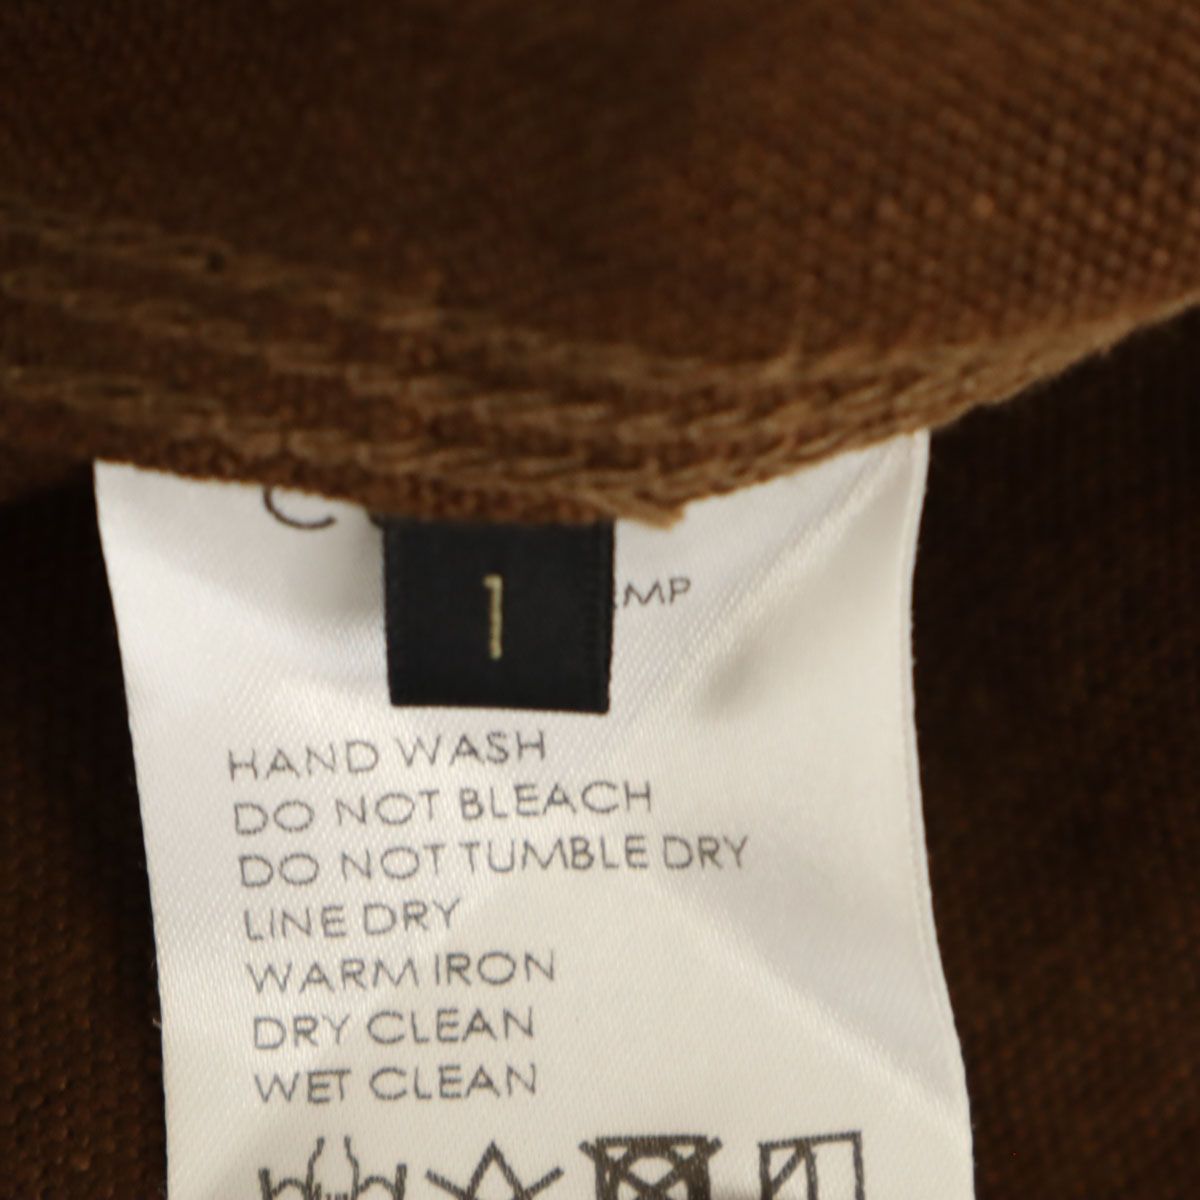 1
HAND WASH
DO NOT BLEACH
DO NOT TUMBLE DRY
LINE DRY
WARM IRON
DRY CLEAN
WET CLEAN